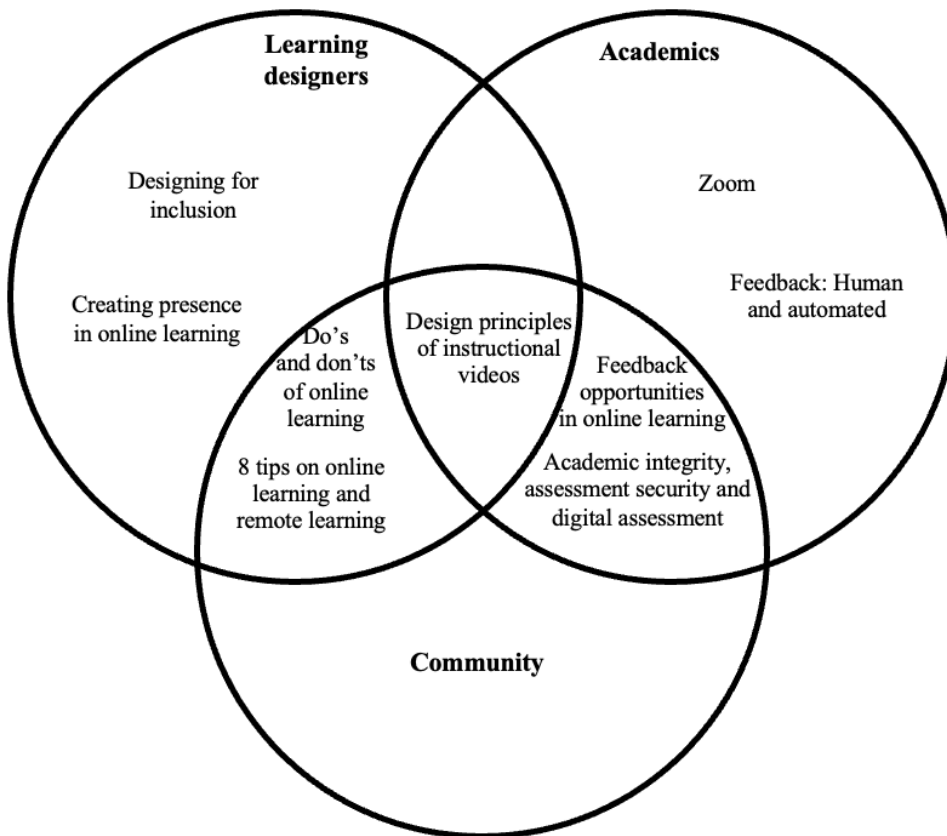 Learning
designers
Academics
Designing for
inclusion
Zoom
Creating presence
in online learning
Feedback: Human
and automated
Do’s
and don’ts
of online
learning
Design principles
of instructional
videos
Feedback
opportunities
in online learning
8 tips on online
learning and
remote learning
Academic integrity,
assessment security and
digital assessment
Community